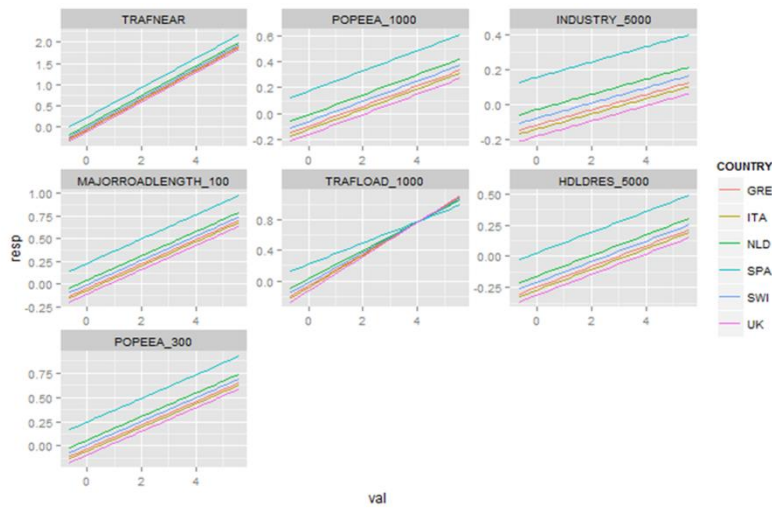 TRAFNEAR
POPEEA_1000
INDUSTRY_5000
2.0
1.5
1.0
0.5
0.0
0.6
0.4
0.2
0.0
-0.2
0.4
0.2
0.0
-0.2
0 2 4
0 2 4
0 2 4
MAJORROADLENGTH_100
TRAFLOAD_1000
HDLDRES_5000
1.00
0.75
0.50
0.25
0.00
-0.25
0.8
0.4
0.0
0.50
0.25
0.00
-0.25
0 2 4
0 2 4
0 2 4
POPEEA_300
0.75
0.50
0.25
0.00
0 2 4
resp
val
COUNTRY
GRE
ITA
NLD
SPA
SWI
UK